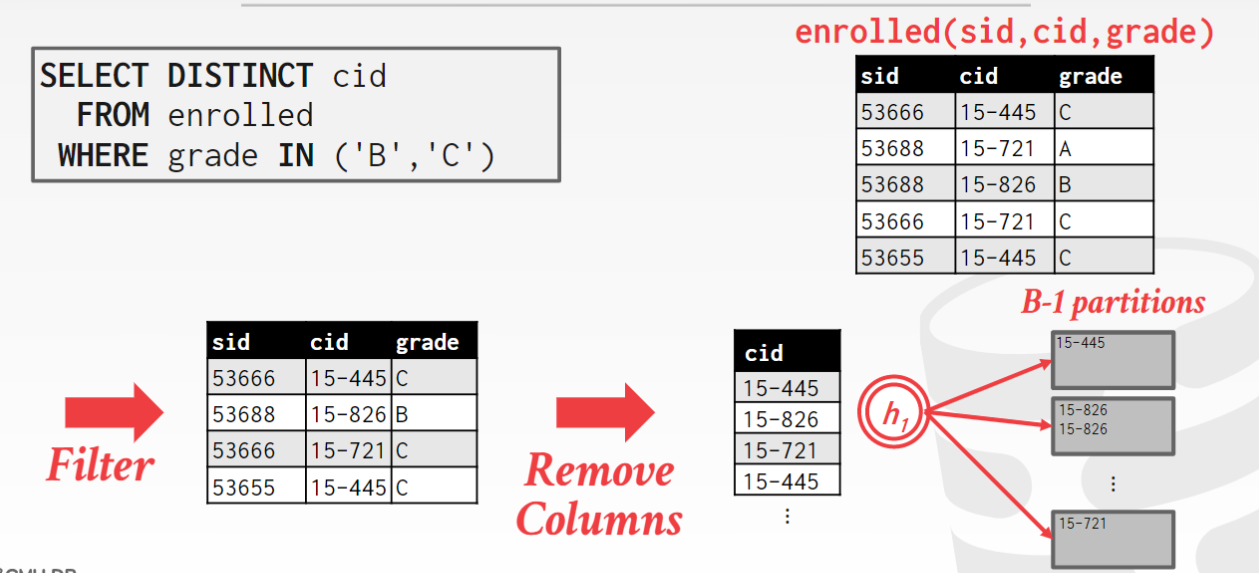 enrolled(sid,cid,grade)
SELECT DISTINCT cid
FROM enrolled
WHERE grade IN ('B','C')
sid cid grade
53666 15-445 C
53688 15-721 A
53688 15-826 B
53666 15-721 C
53655 15-445 C
Filter
sid cid grade
53666 15-445 C
53688 15-826 B
53666 15-721 C
53655 15-445 C
Remove
Columns
cid
15-445
15-826
15-721
15-445
⋮
h1
B-1 partitions
15-445
15-826
15-826
⋮
15-721